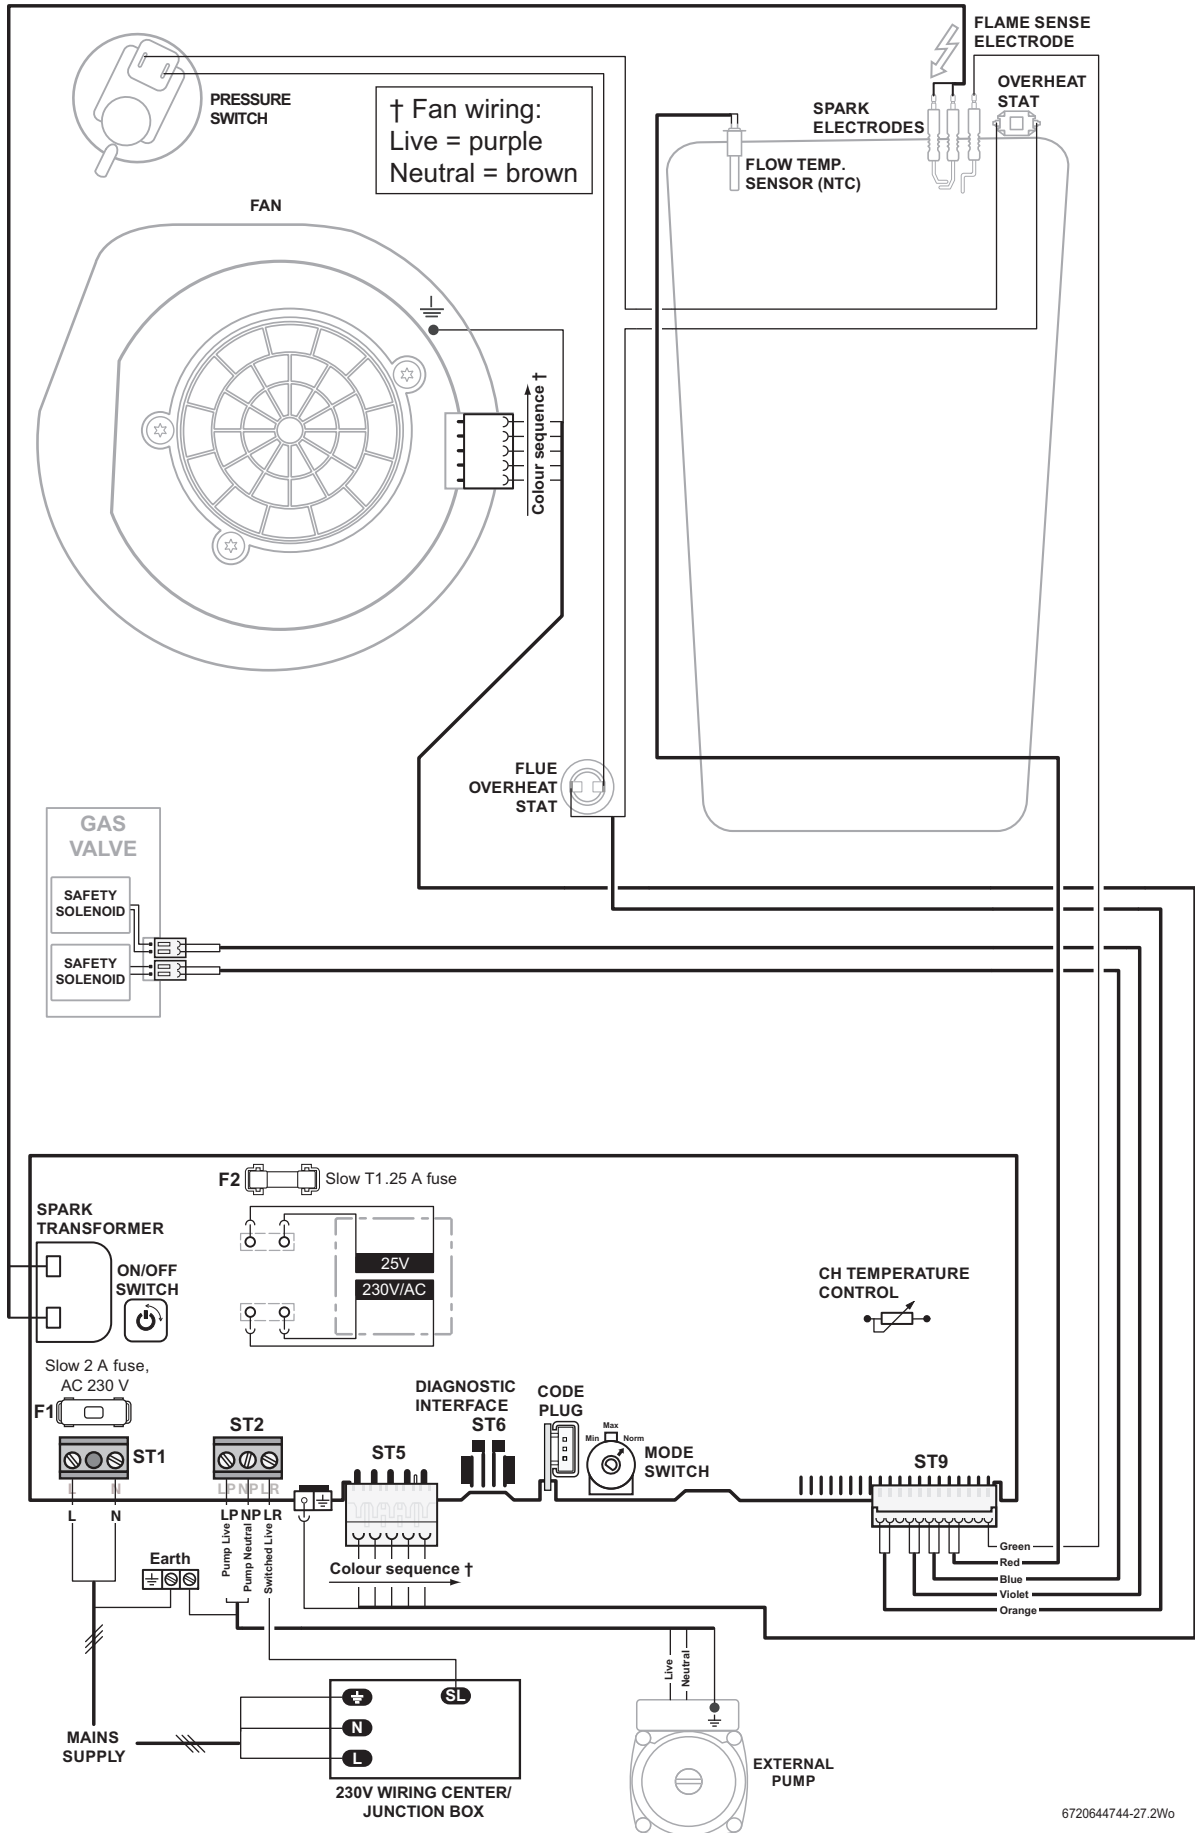 FLAME SENSE
ELECTRODE
OVERHEAT
STAT
SPARK
ELECTRODES
PRESSURE
SWITCH
† Fan wiring:
Live = purple
Neutral = brown
FLOW TEMP.
SENSOR (NTC)
FAN
Colour sequence †
FLUE
OVERHEAT
STAT
GAS
VALVE
SAFETY
SOLENOID
SAFETY
SOLENOID
F2
Slow T1.25 A fuse
SPARK
TRANSFORMER
ON/OFF
SWITCH
25V
230V/AC
CH TEMPERATURE
CONTROL
Slow 2 A fuse,
AC 230 V
F1
ST1
ST2
ST5
DIAGNOSTIC
INTERFACE
ST6
CODE
PLUG
Min
Max
Norm
MODE
SWITCH
ST9
L N
LP NP LR
L N
LP NP LR
Pump Live
Pump Neutral
Switched Live
Earth
Colour sequence †
Green
Red
Blue
Violet
Orange
Live
Neutral
SL
N
L
MAINS
SUPPLY
230V WIRING CENTER/
JUNCTION BOX
EXTERNAL
PUMP
6720644744-27.2Wo